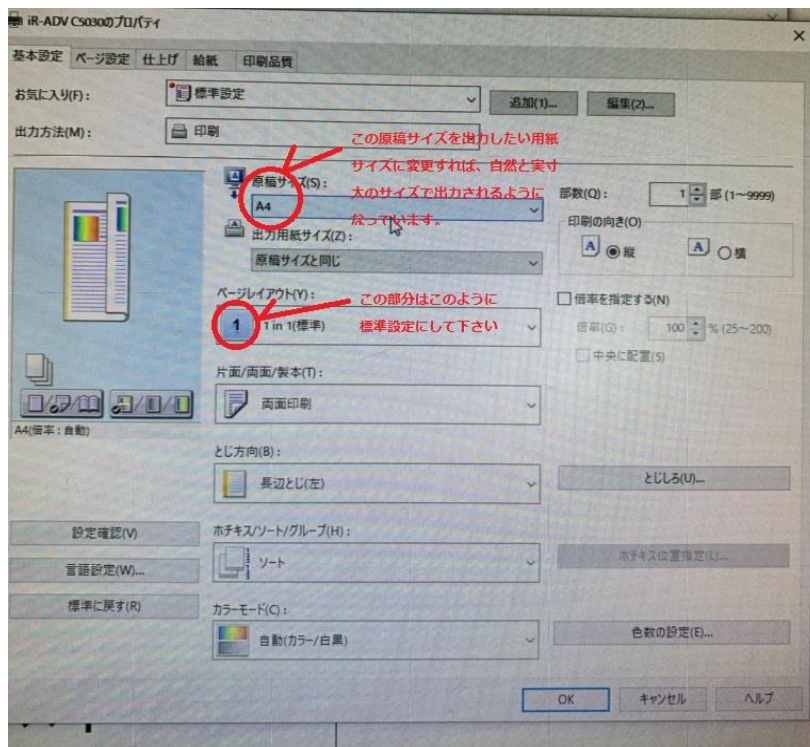 iR-ADV C5030のプロパティ
基本設定 ページ設定 仕上げ 給紙 印刷品質
お気に入り(F):
標準設定
追加(1)...
編集(2)...
出力方法(M):
印刷
この原稿サイズを出力したい用紙
サイズに変更すれば、自然と実寸
大のサイズで出力されるように
なっています。
原稿サイズ(S):
A4
出力用紙サイズ(Z):
原稿サイズと同じ
部数(Q):
1 部 (1~9999)
印刷の向き(O)
A 縦
A 横
ページレイアウト(Y):
1
1 in 1(標準)
この部分はこのように
標準設定にして下さい
倍率を指定する(N)
倍率(G): 100 % (25~200)
中央に配置(5)
片面/両面/製本(T):
両面印刷
A4(倍率:自動)
とじ方向(B):
長辺とじ(左)
とじしろ(U)...
設定確認(V)
言語設定(W)...
標準に戻す(R)
ホチキス/ソート/グループ(H):
ソート
ホチキス位置指定(L)...
カラーモード(C):
自動(カラー/白黒)
色数の設定(E)...
OK
キャンセル
ヘルプ